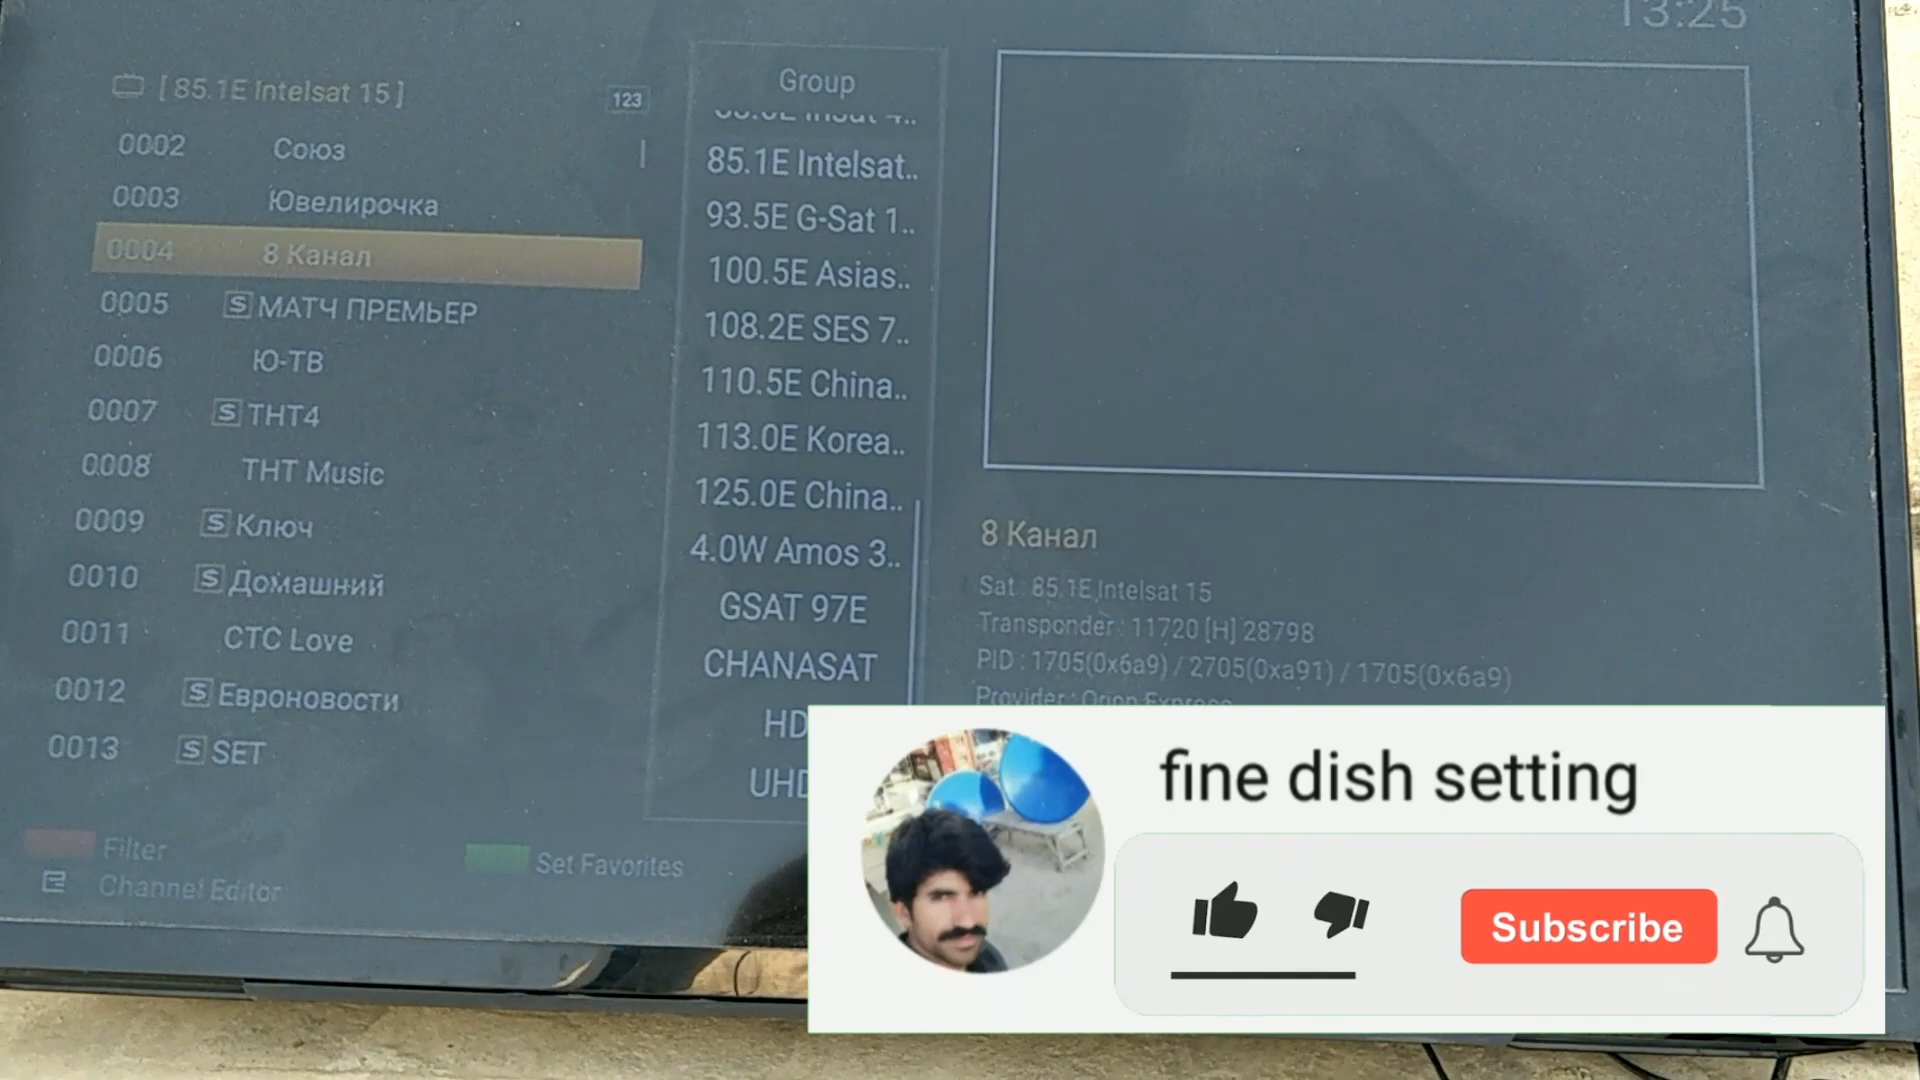 13:25
[ 85.1E Intelsat 15 ]
123
0002 Союз
0003 Ювелирочка
0004 8 Канал
0005 S МАТЧ ПРЕМЬЕР
0006 Ю-ТВ
0007 S ТНТ4
0008 ТНТ Music
0009 S Ключ
0010 S Домашний
0011 СТС Love
0012 S Евроновости
0013 S SET
Filter
Set Favorites
Channel Editor
Group
85.1E Intelsat..
93.5E G-Sat 1..
100.5E Asias..
108.2E SES 7..
110.5E China..
113.0E Korea..
125.0E China..
4.0W Amos 3..
GSAT 97E
CHANASAT
HD
UHD
8 Канал
Sat : 85.1E Intelsat 15
Transponder : 11720 [H] 28798
PID : 1705(0x6a9) / 2705(0xa91) / 1705(0x6a9)
Provider : Orion Express
fine dish setting
Subscribe